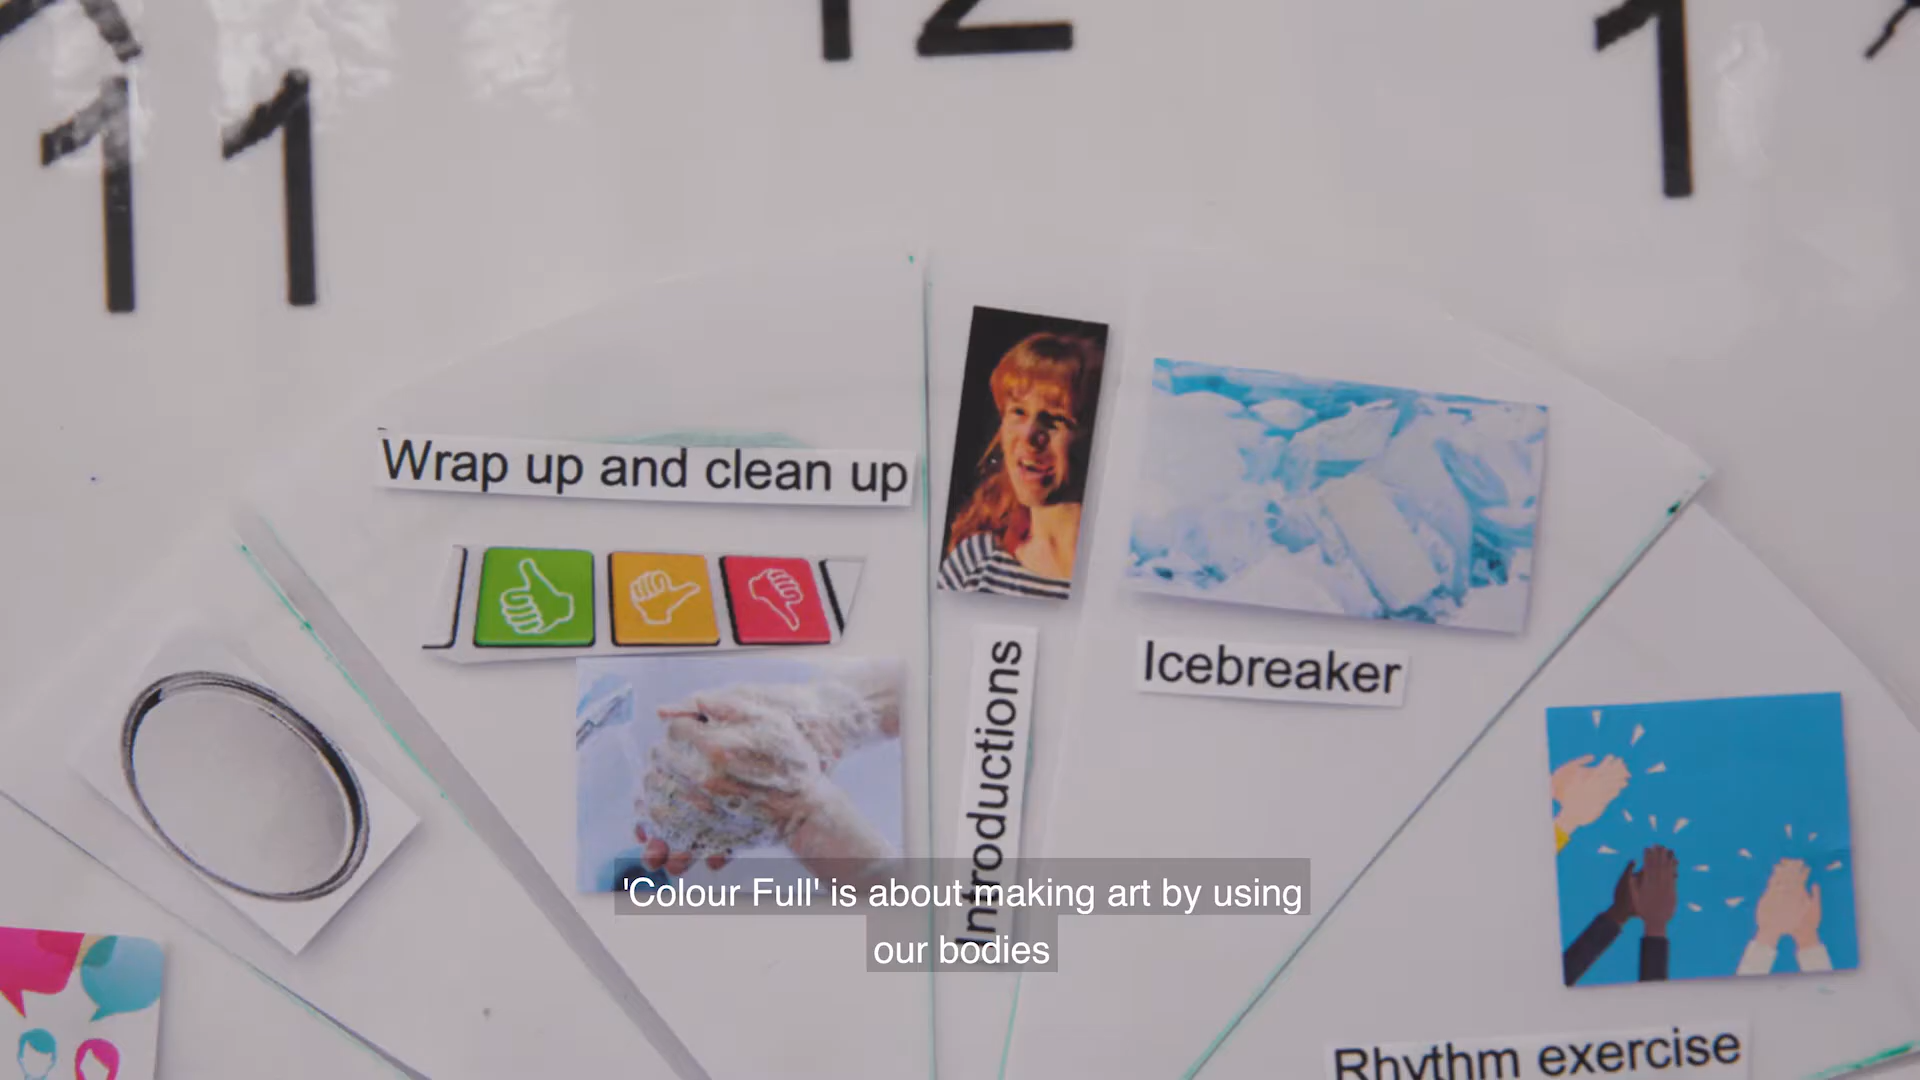 12
11
1
Wrap up and clean up
Introductions
Icebreaker
Rhythm exercise
'Colour Full' is about making art by using
our bodies